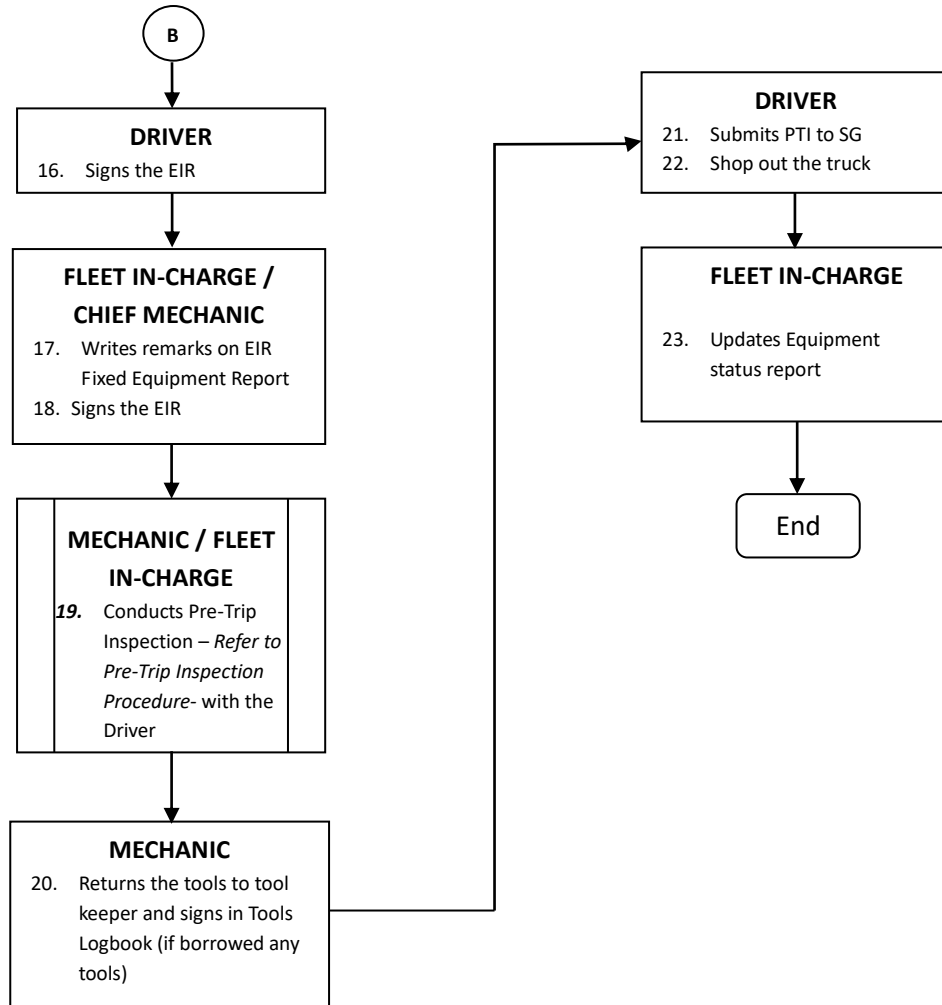 B
DRIVER
16. Signs the EIR
FLEET IN-CHARGE /
CHIEF MECHANIC
17. Writes remarks on EIR
Fixed Equipment Report
18. Signs the EIR
MECHANIC / FLEET
IN-CHARGE
19. Conducts Pre-Trip
Inspection – Refer to
Pre-Trip Inspection
Procedure- with the
Driver
MECHANIC
20. Returns the tools to tool
keeper and signs in Tools
Logbook (if borrowed any
tools)
DRIVER
21. Submits PTI to SG
22. Shop out the truck
FLEET IN-CHARGE
23. Updates Equipment
status report
End